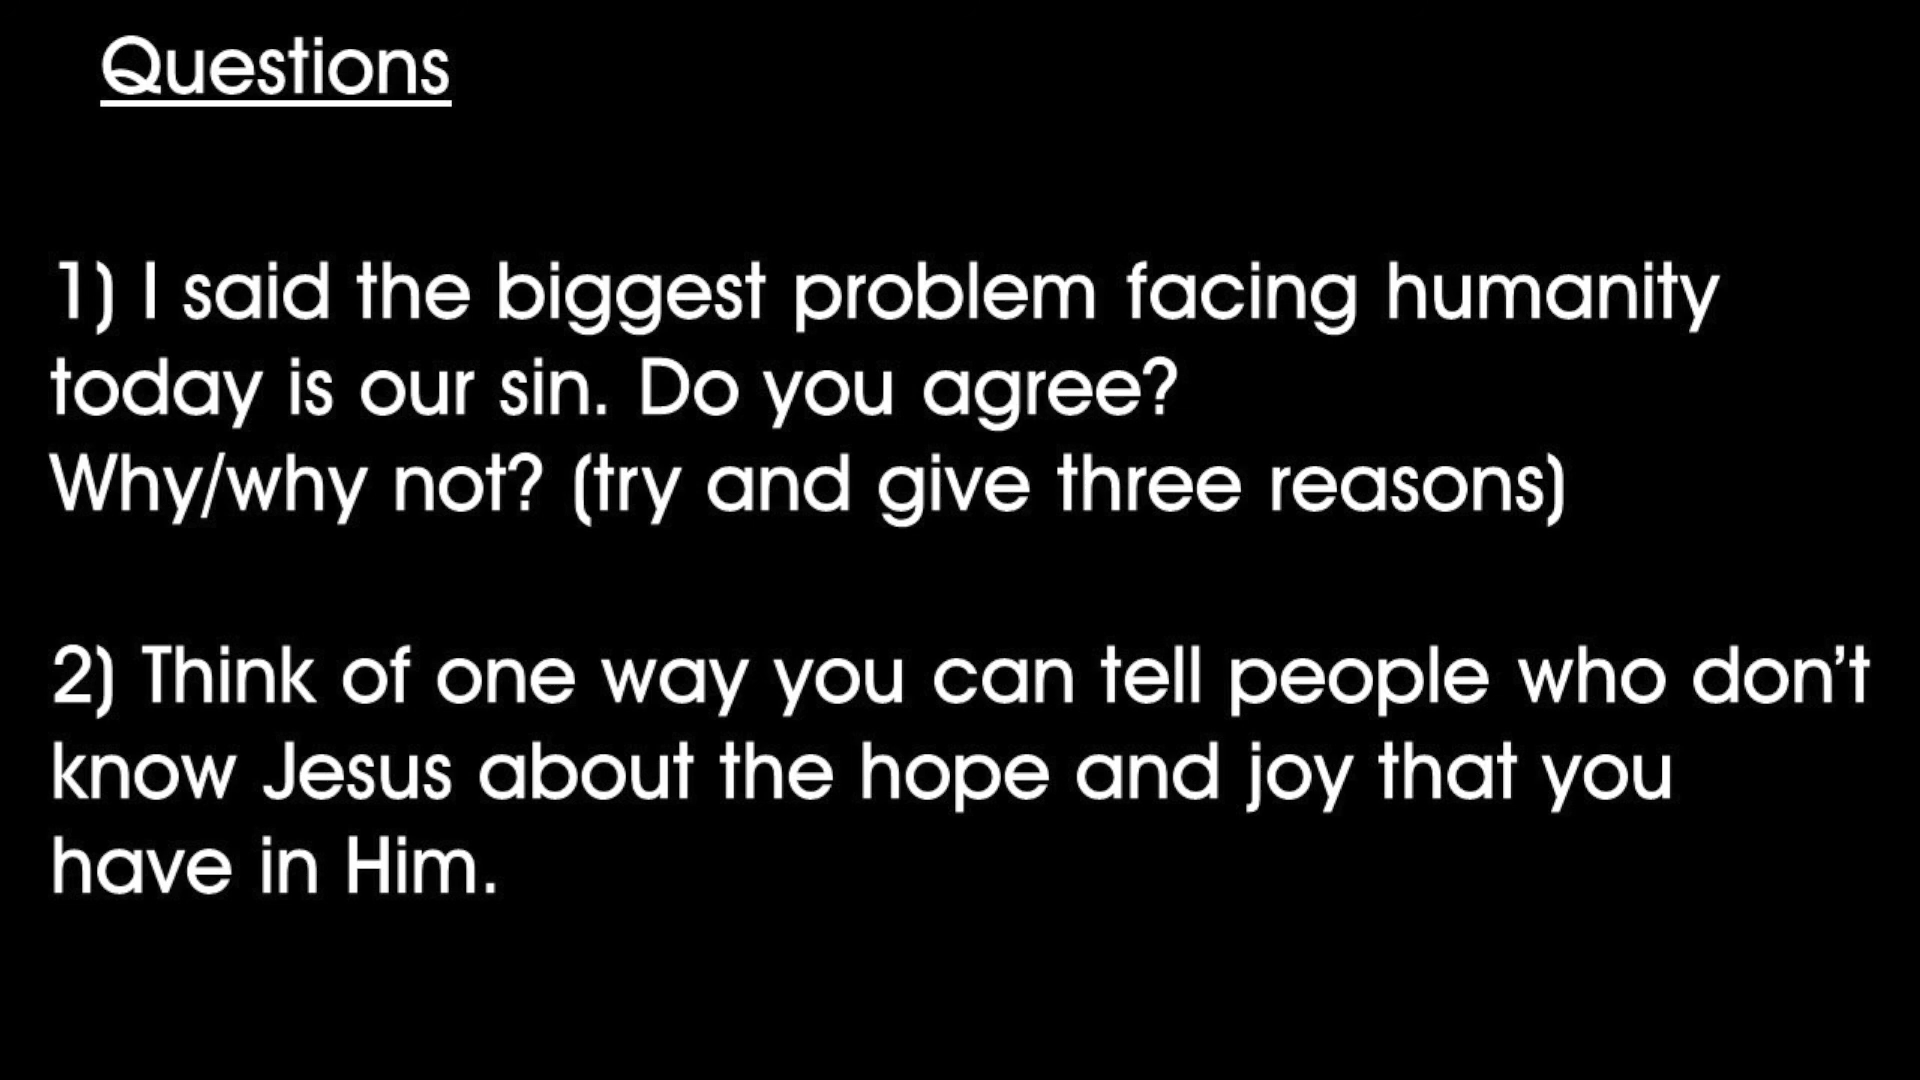 Questions
1) I said the biggest problem facing humanity
today is our sin. Do you agree?
Why/why not? (try and give three reasons)
2) Think of one way you can tell people who don’t
know Jesus about the hope and joy that you
have in Him.